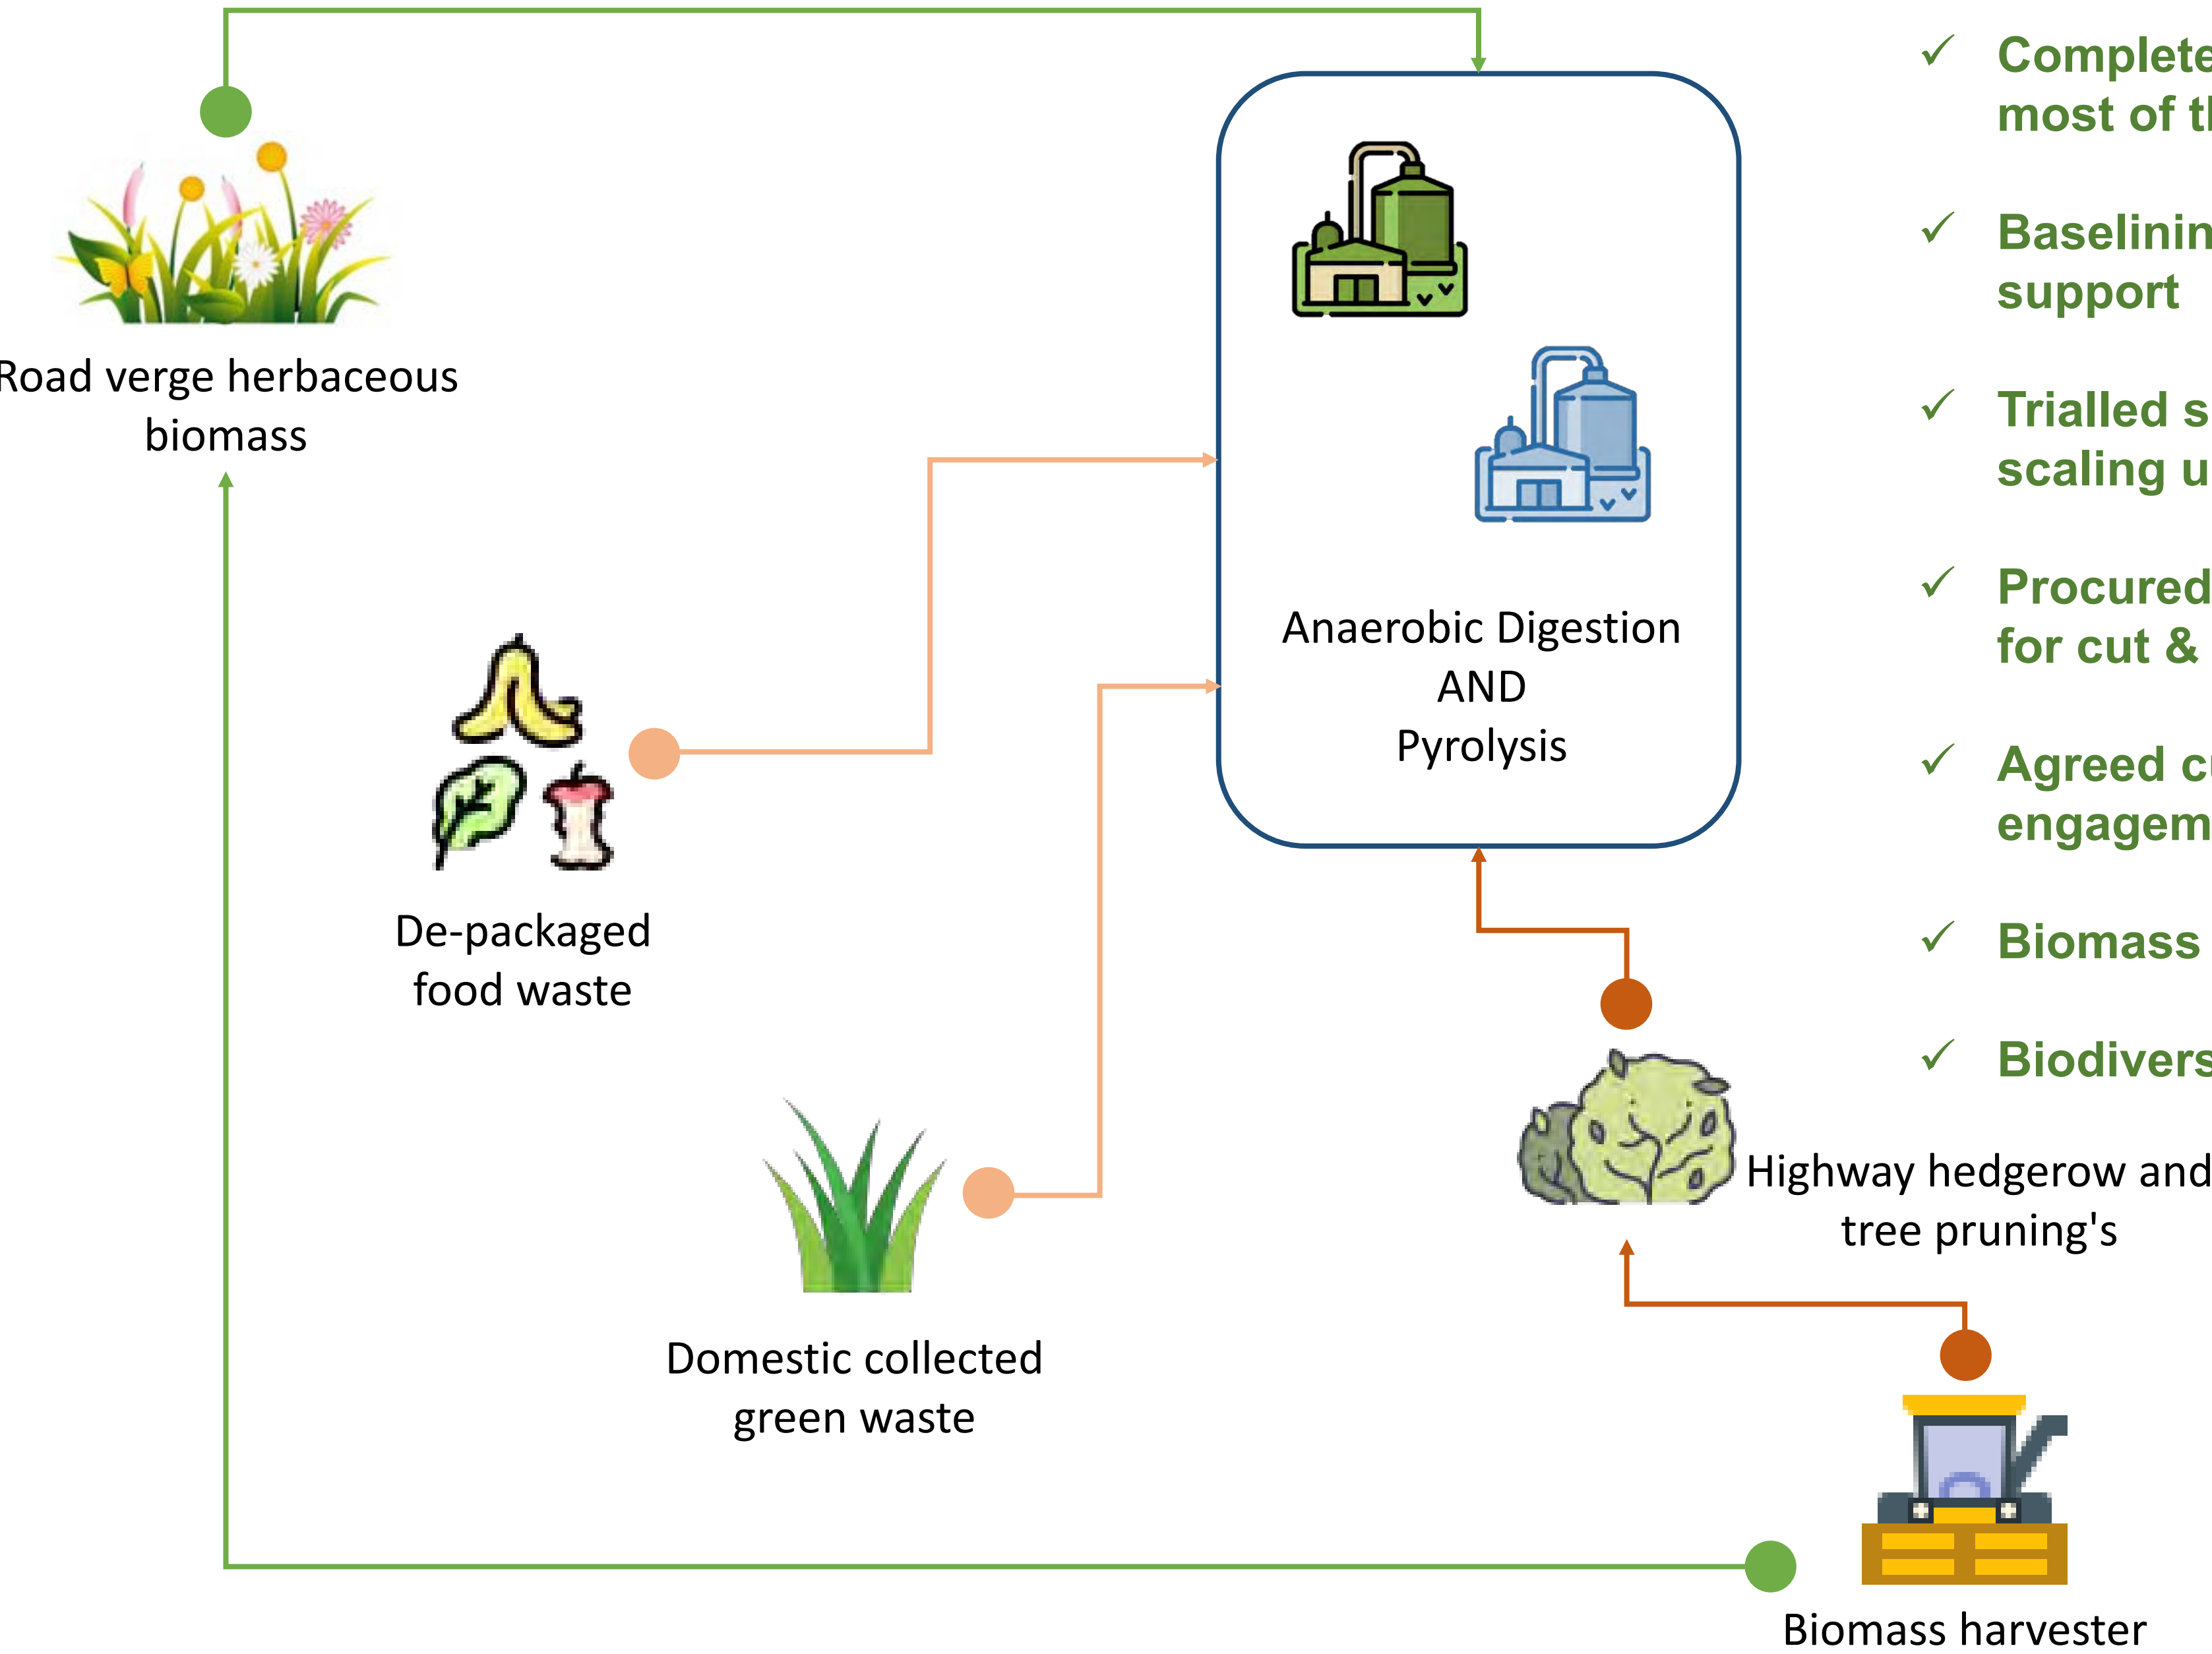 Road verge herbaceous
biomass
De-packaged
food waste
Domestic collected
green waste
Anaerobic Digestion
AND
Pyrolysis
Highway hedgerow and
tree pruning's
Biomass harvester
most of
Baselinin
support
Trialled s
scaling u
Procured
for cut &
Agreed c
engagem
Biomass
Biodivers